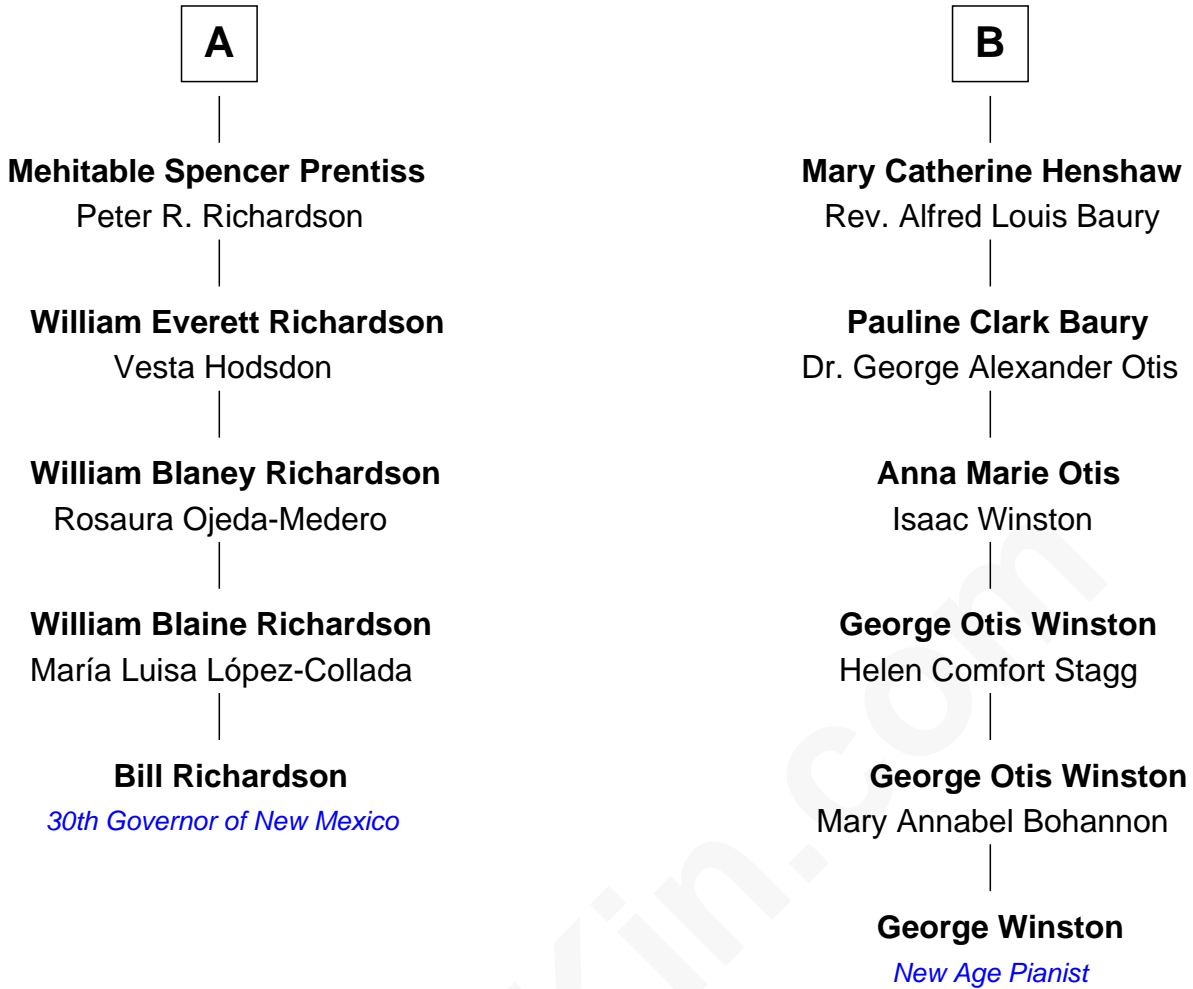 A
Mehitable Spencer Prentiss
Peter R. Richardson
William Everett Richardson
Vesta Hodsdon
William Blaney Richardson
Rosaura Ojeda-Medero
William Blaine Richardson
María Luisa López-Collada
Bill Richardson
30th Governor of New Mexico
B
Mary Catherine Henshaw
Rev. Alfred Louis Baury
Pauline Clark Baury
Dr. George Alexander Otis
Anna Marie Otis
Isaac Winston
George Otis Winston
Helen Comfort Stagg
George Otis Winston
Mary Annabel Bohannon
George Winston
New Age Pianist
Kin.com